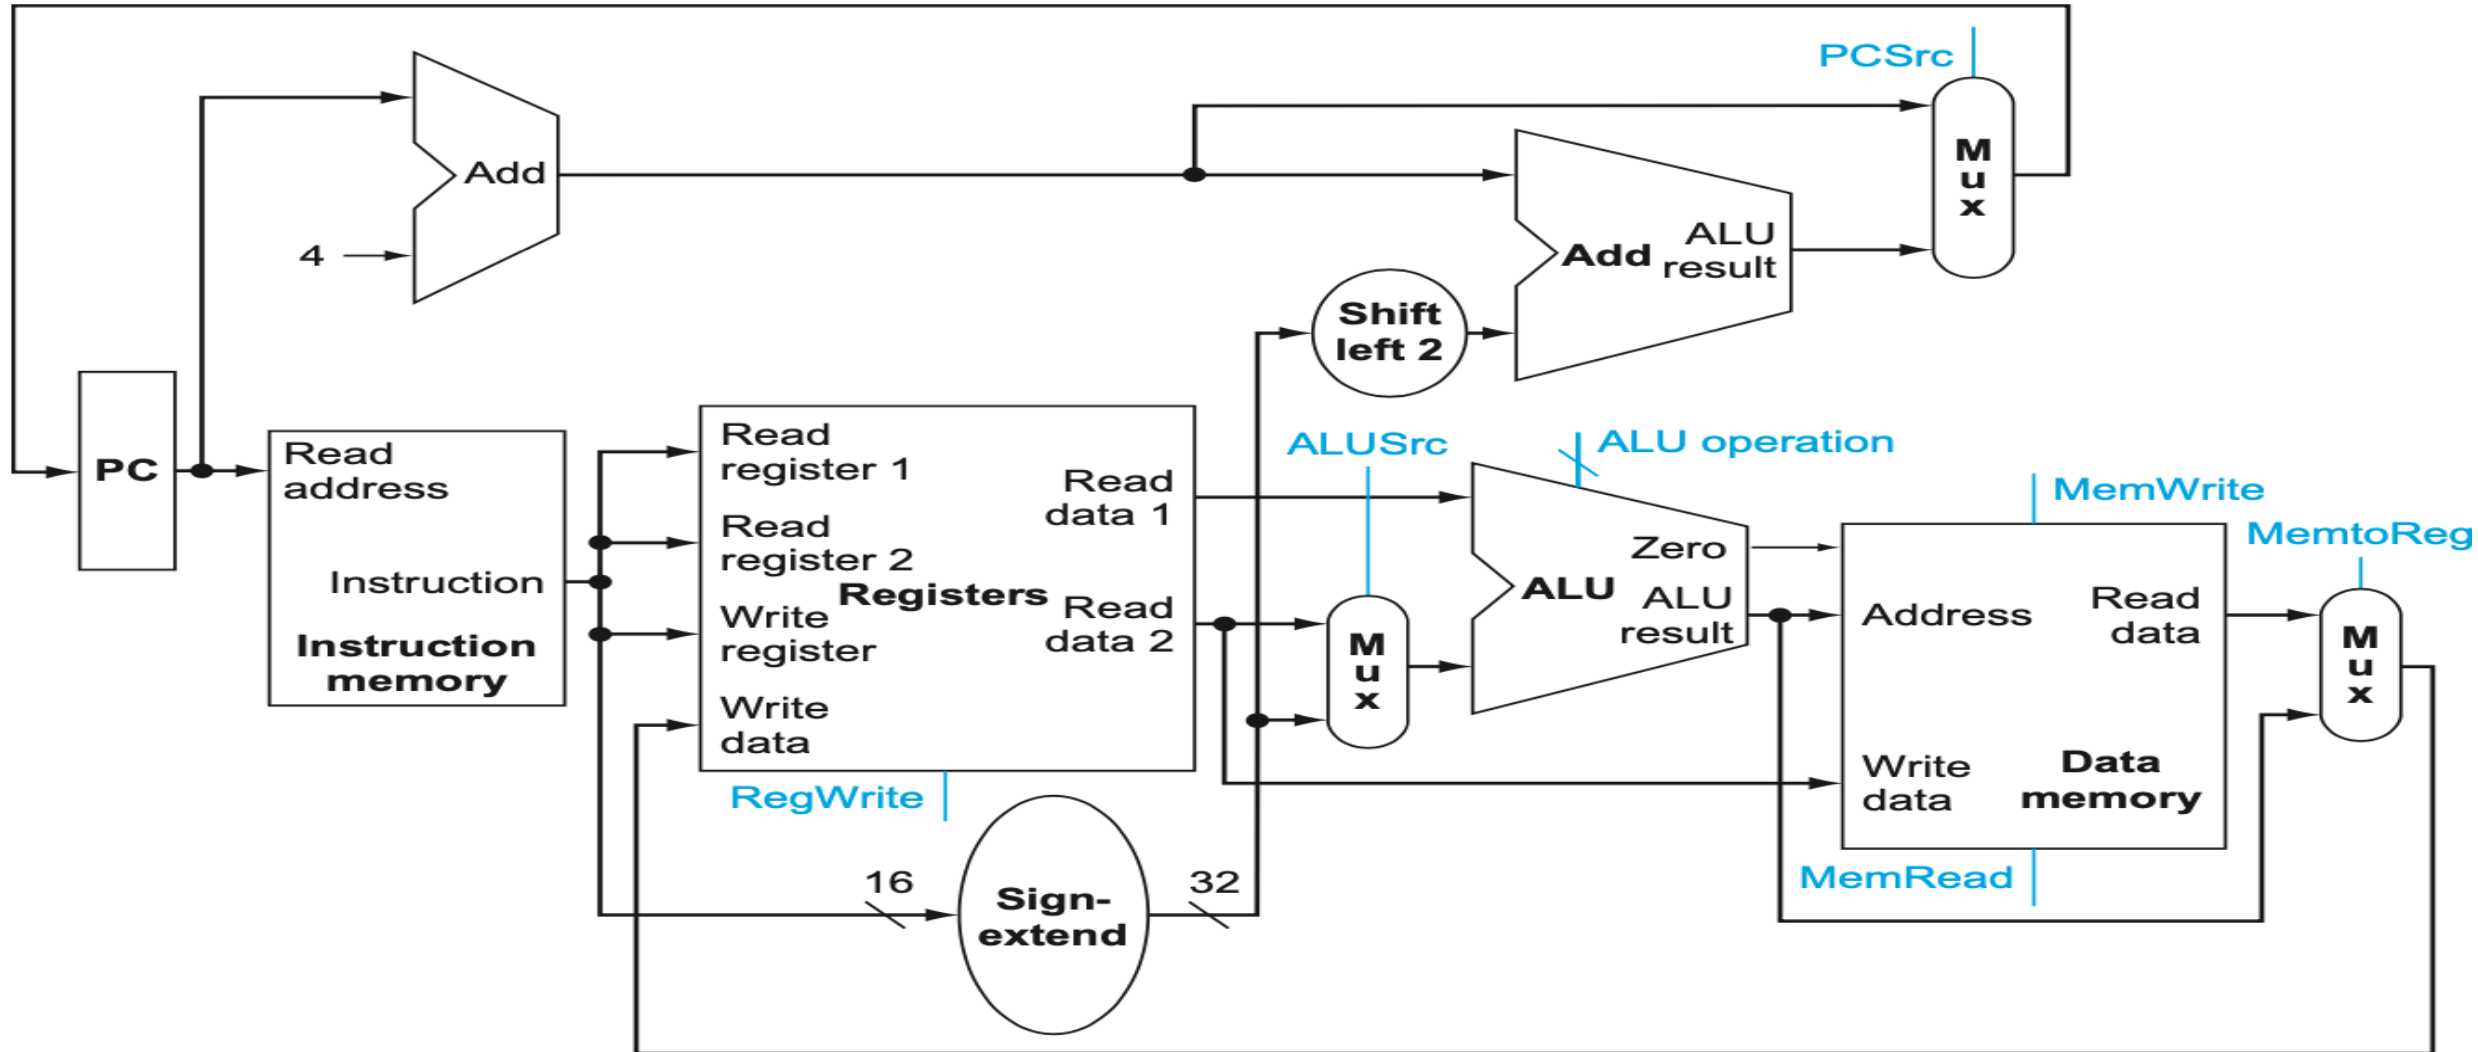 PCSrc
M
u
x
Add
4
Add
ALU
result
Shift
left 2
PC
Read
address
Instruction
Instruction
memory
Read
register 1
Read
register 2
Write
register
Write
data
Registers
Read
data 1
Read
data 2
RegWrite
16
Sign-
extend
32
ALUSrc
M
u
x
ALU operation
Zero
ALU
ALU
result
MemWrite
Address
Read
data
Write
data
Data
memory
MemRead
MemtoReg
M
u
x